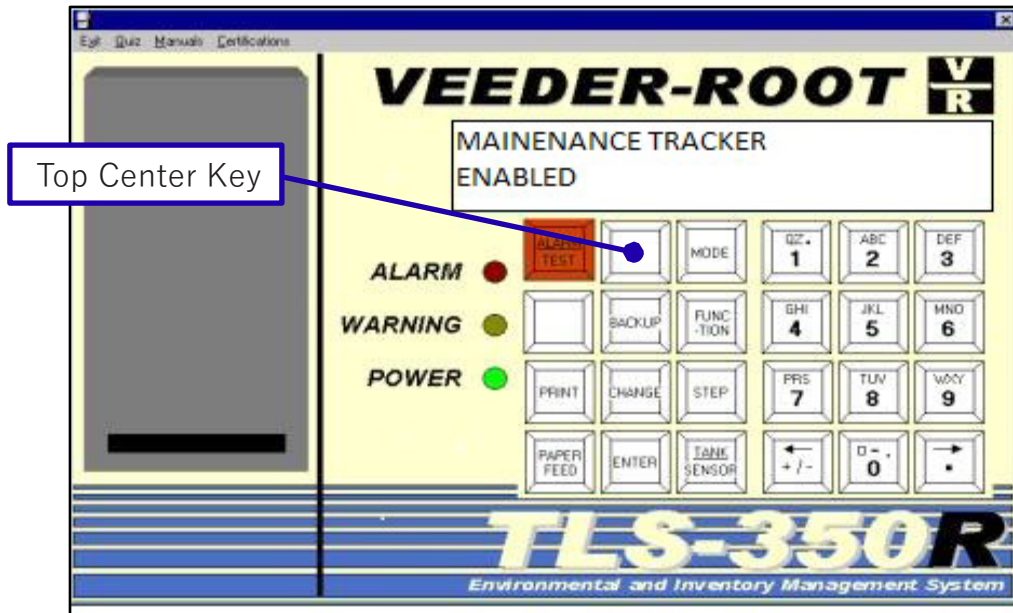 Exit Quiz Manuals Certifications
VEEDER-ROOT V R
MAINENANCE TRACKER
ENABLED
Top Center Key
ALARM TEST
MODE
QZ. 1
ABC 2
DEF 3
ALARM
BACKUP
FUNC -TION
GHI 4
JKL 5
MNO 6
WARNING
POWER
PRINT
CHANGE
STEP
PRS 7
TUV 8
WXY 9
PAPER FEED
ENTER
TANK SENSOR
← +/-
0
→ •
TLS-350R
Environmental and Inventory Management System